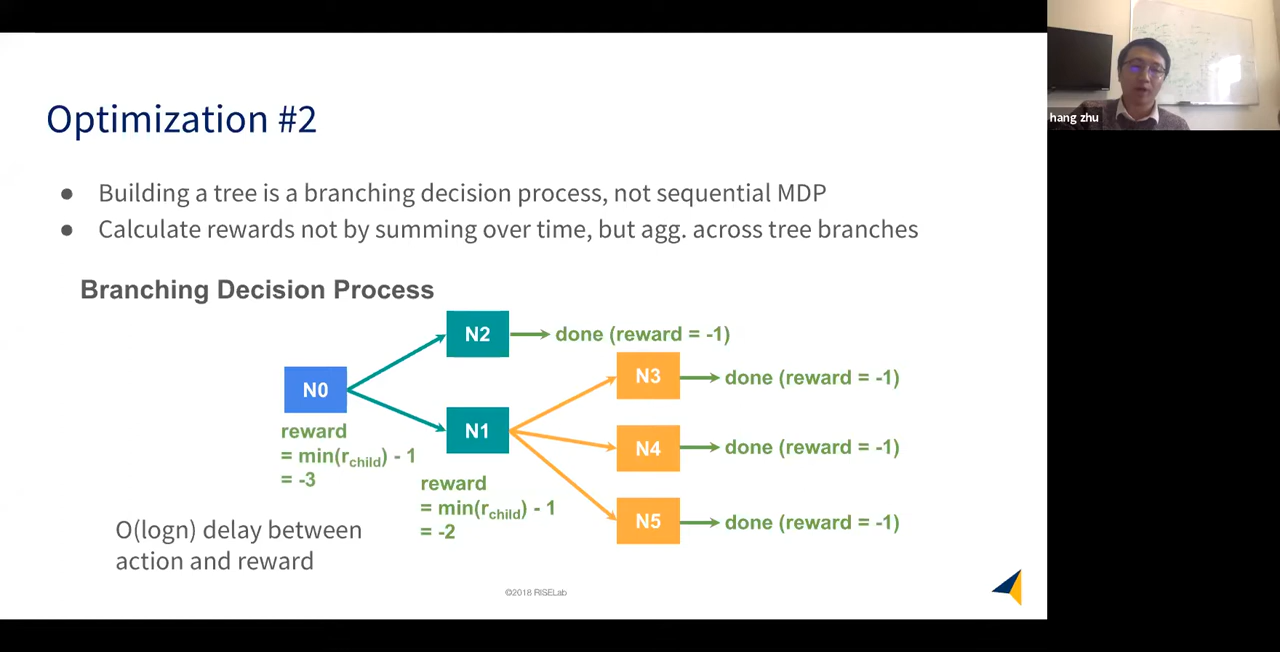 hang zhu
Optimization #2
● Building a tree is a branching decision process, not sequential MDP
● Calculate rewards not by summing over time, but agg. across tree branches
Branching Decision Process
N2
done (reward = -1)
N3
done (reward = -1)
N0
N1
N4
done (reward = -1)
reward
= min(rchild) - 1
= -3
reward
= min(rchild) - 1
= -2
N5
done (reward = -1)
O(logn) delay between
action and reward
©2018 RISELab